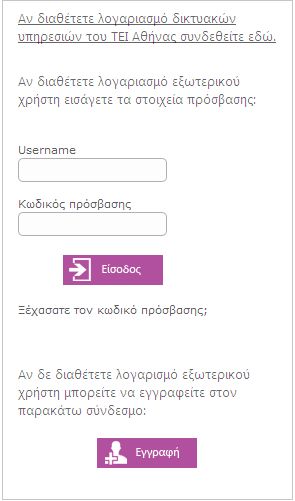 Αν διαθέτετε λογαριασμό δικτυακών
υπηρεσιών του ΤΕΙ Αθήνας συνδεθείτε εδώ.
Αν διαθέτετε λογαριασμό εξωτερικού
χρήστη εισάγετε τα στοιχεία πρόσβασης:
Username
Κωδικός πρόσβασης
Είσοδος
Ξέχασατε τον κωδικό πρόσβασης;
Αν δε διαθέτετε λογαρισμό εξωτερικού
χρήστη μπορείτε να εγγραφείτε στον
παρακάτω σύνδεσμο:
Εγγραφή